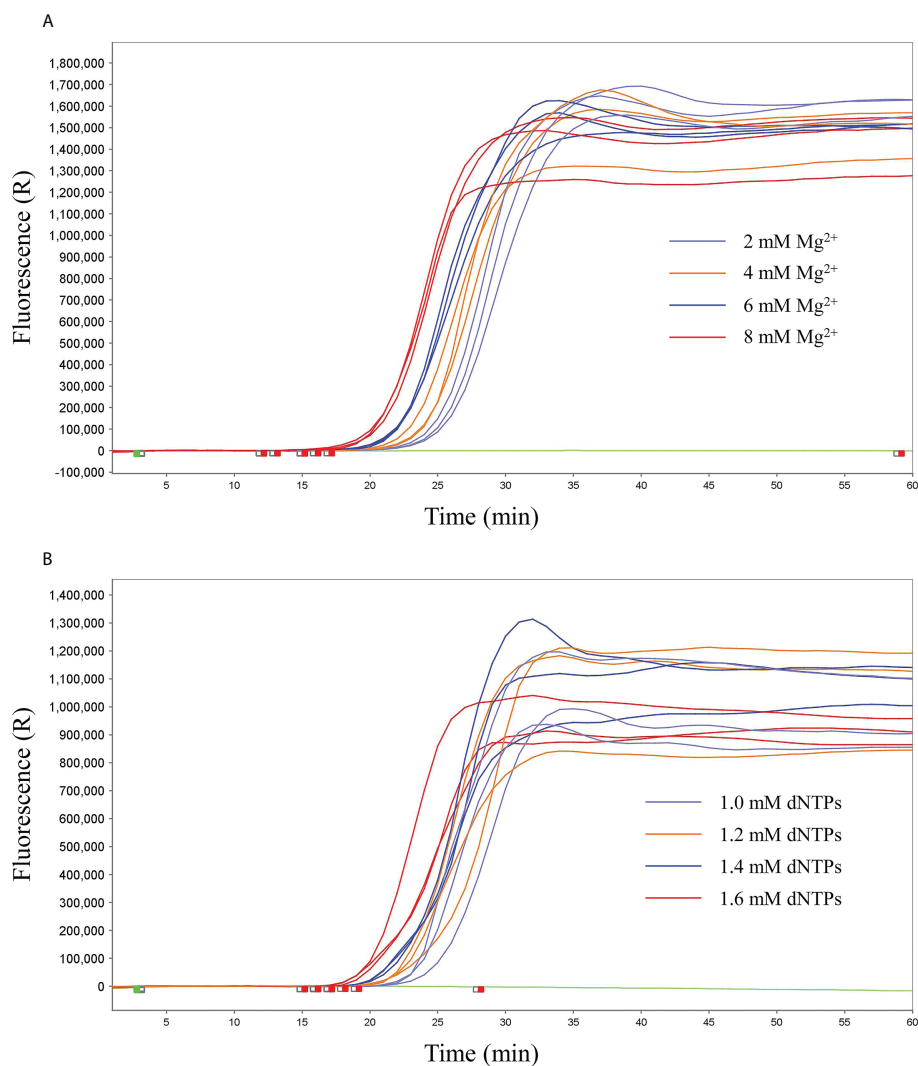 A
1,800,000
1,700,000
1,600,000
1,500,000
1,400,000
1,300,000
1,200,000
1,100,000
1,000,000
900,000
800,000
700,000
600,000
500,000
400,000
300,000
200,000
100,000
0
-100,000
Fluorescence (R)
2 mM Mg²⁺
4 mM Mg²⁺
6 mM Mg²⁺
8 mM Mg²⁺
5 10 15 20 25 30 35 40 45 50 55 60
Time (min)
B
1,400,000
1,300,000
1,200,000
1,100,000
1,000,000
900,000
800,000
700,000
600,000
500,000
400,000
300,000
200,000
100,000
0
Fluorescence (R)
1.0 mM dNTPs
1.2 mM dNTPs
1.4 mM dNTPs
1.6 mM dNTPs
5 10 15 20 25 30 35 40 45 50 55 60
Time (min)